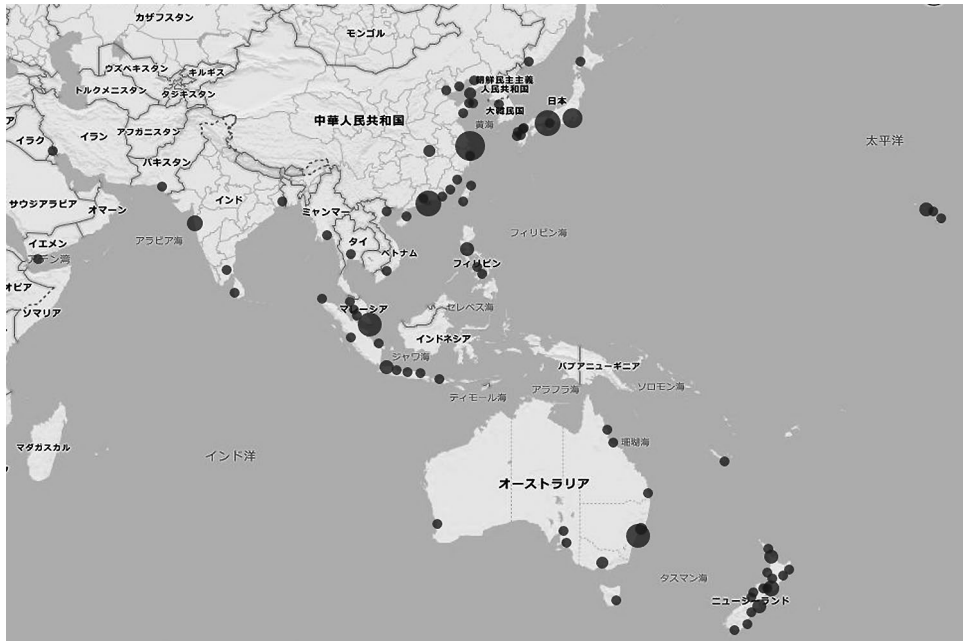 カザフスタン
モンゴル
ウズベキスタン
キルギス
トルクメニスタン
タジキスタン
朝鮮民主主義
人民共和国
日本
大韓民国
中華人民共和国
黄海
アフガニスタン
イラン
イラク
パキスタン
太平洋
サウジアラビア
オマーン
インド
ミャンマー
イエメン
アラビア海
タイ
ベトナム
フィリピン海
アデン湾
フィリピン
オピア
ソマリア
マレーシア
セレベス海
インドネシア
ジャワ海
パプアニューギニア
アラフラ海
ソロモン海
ティモール海
マダガスカル
インド洋
珊瑚海
オーストラリア
タスマン海
ニュージーランド